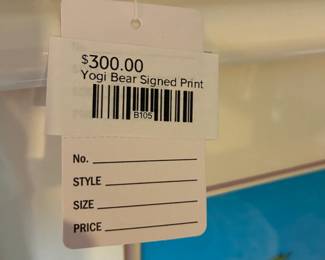 $300.00
Yogi Bear Signed Print
B105
No.
STYLE
SIZE
PRICE